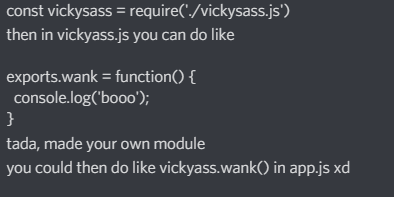 const vickysass = require('./vickysass.js')
then in vickyass.js you can do like
exports.wank = function() {
console.log('booo');
}
tada, made your own module
you could then do like vickyass.wank() in app.js xd